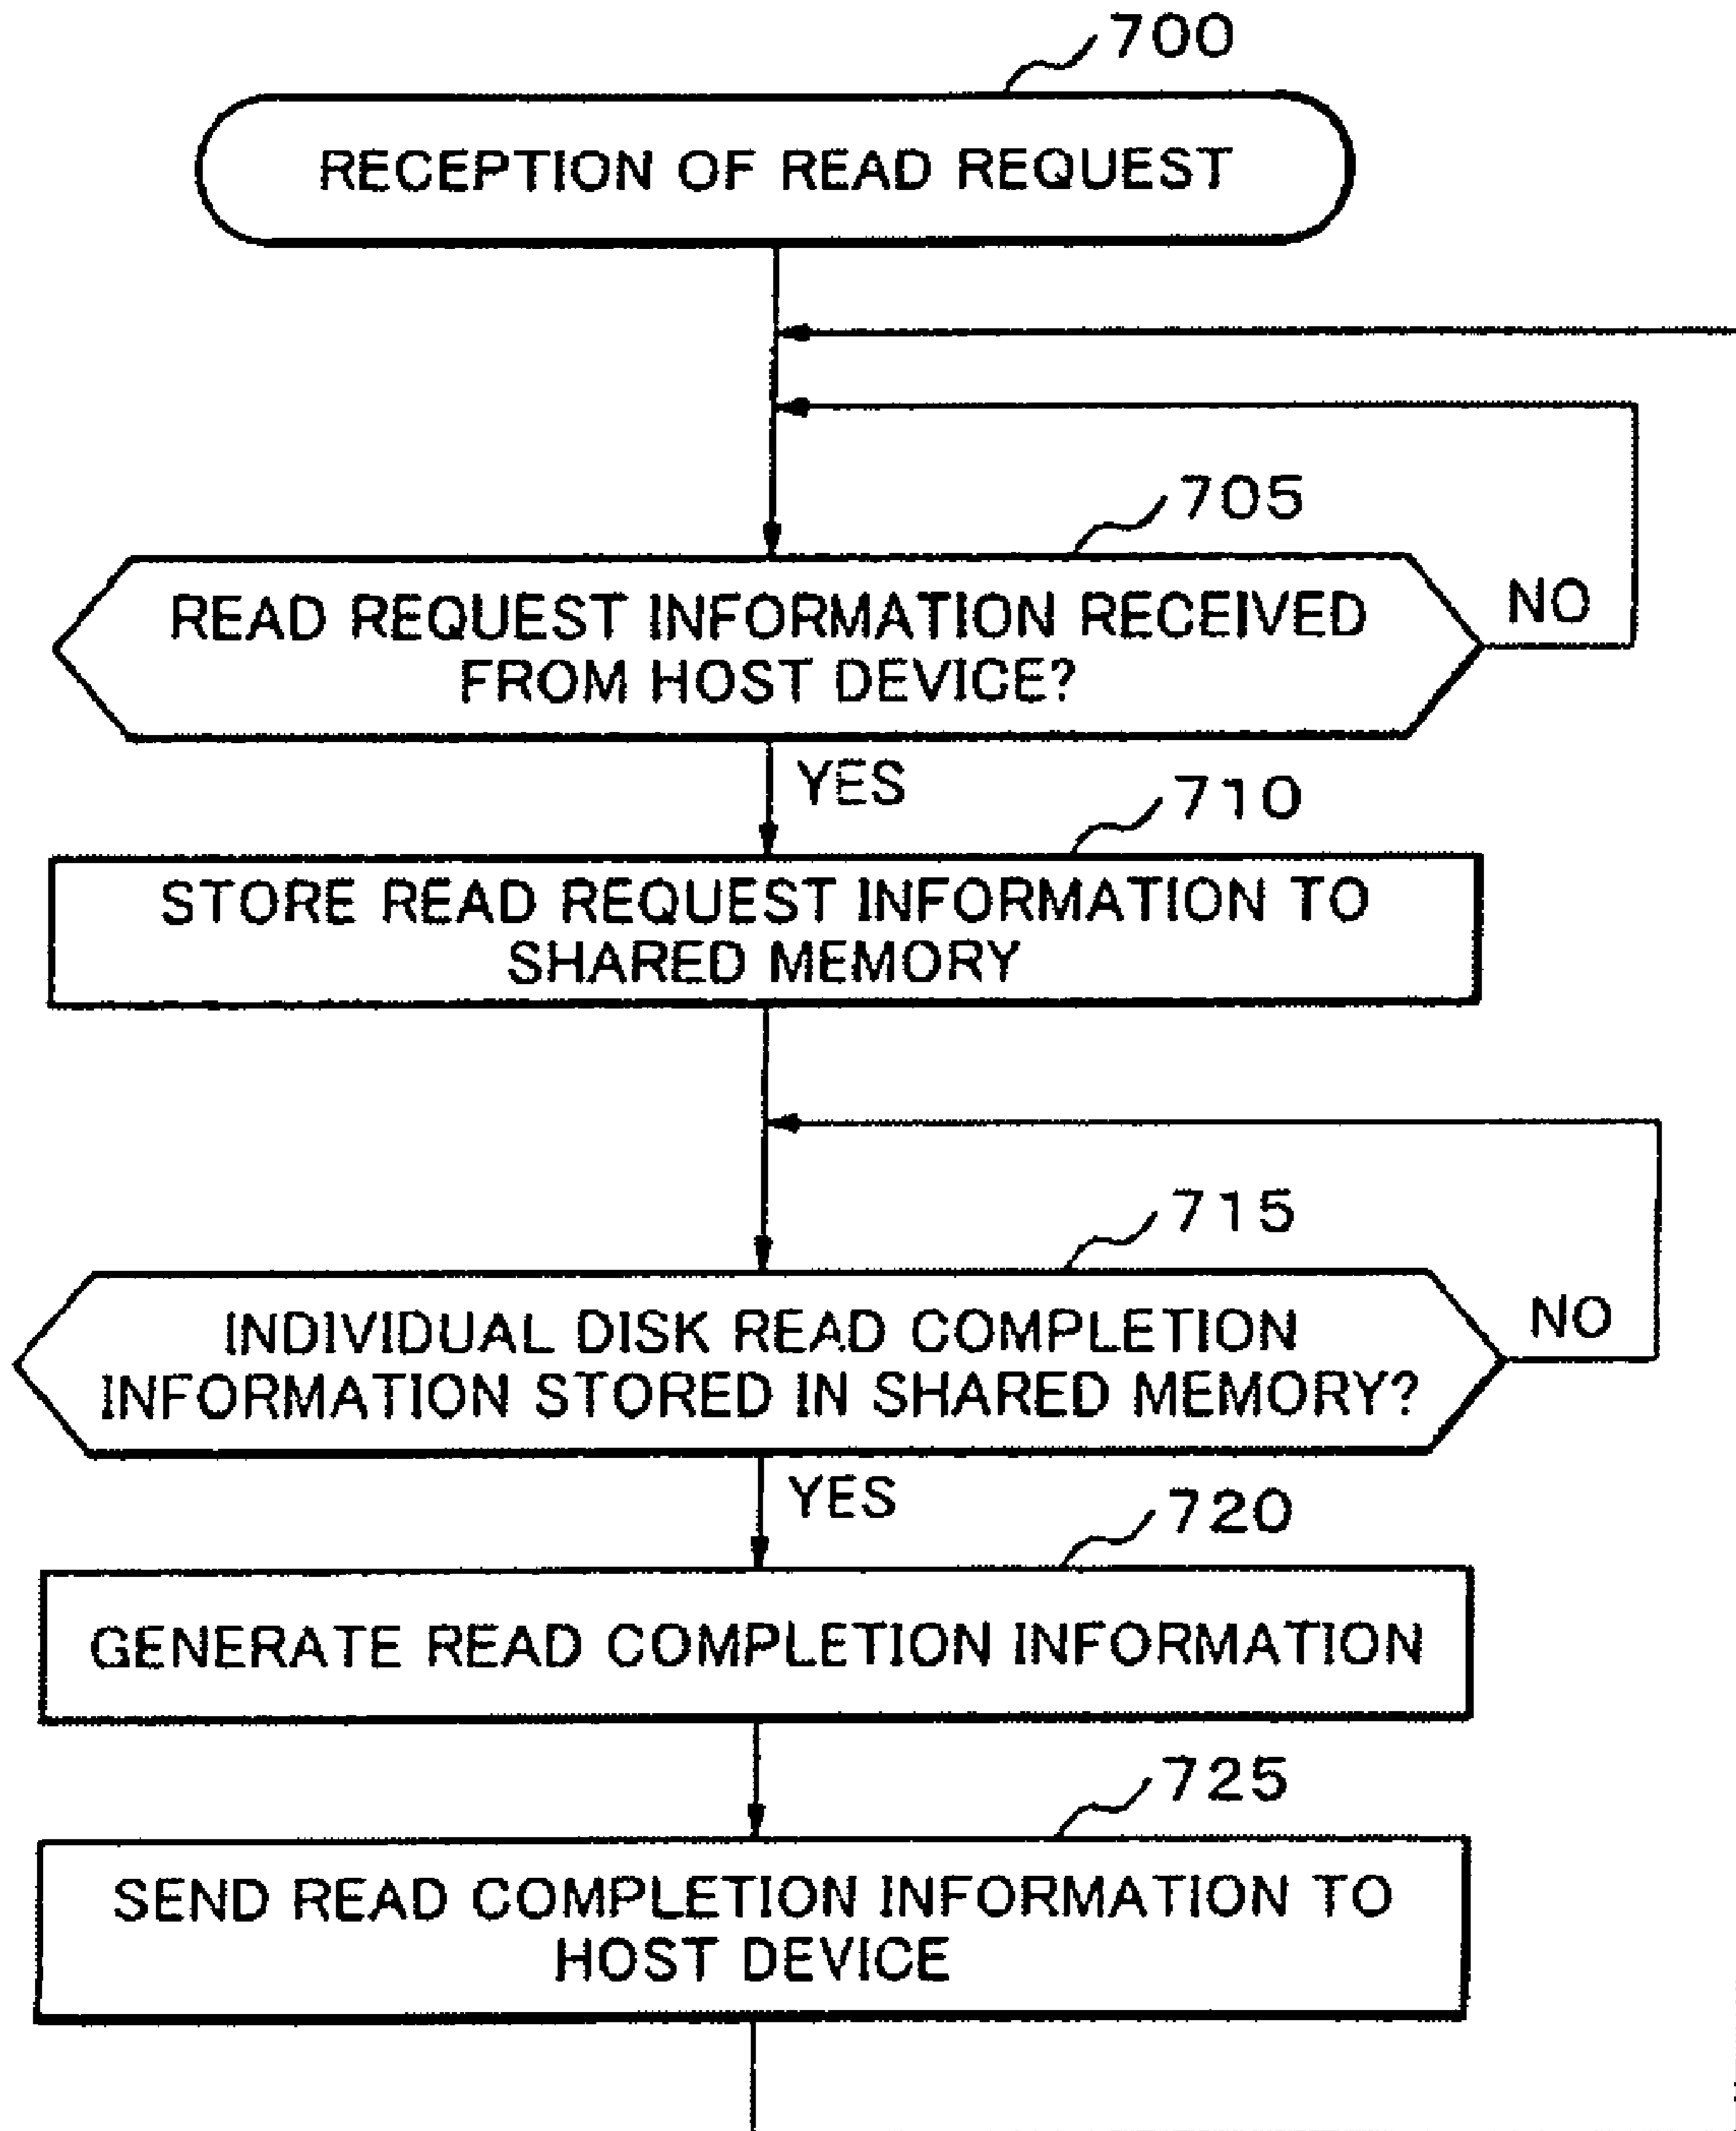 700
RECEPTION OF READ REQUEST
705
READ REQUEST INFORMATION RECEIVED
FROM HOST DEVICE?
NO
YES
710
STORE READ REQUEST INFORMATION TO
SHARED MEMORY
715
INDIVIDUAL DISK READ COMPLETION
INFORMATION STORED IN SHARED MEMORY?
NO
YES
720
GENERATE READ COMPLETION INFORMATION
725
SEND READ COMPLETION INFORMATION TO
HOST DEVICE